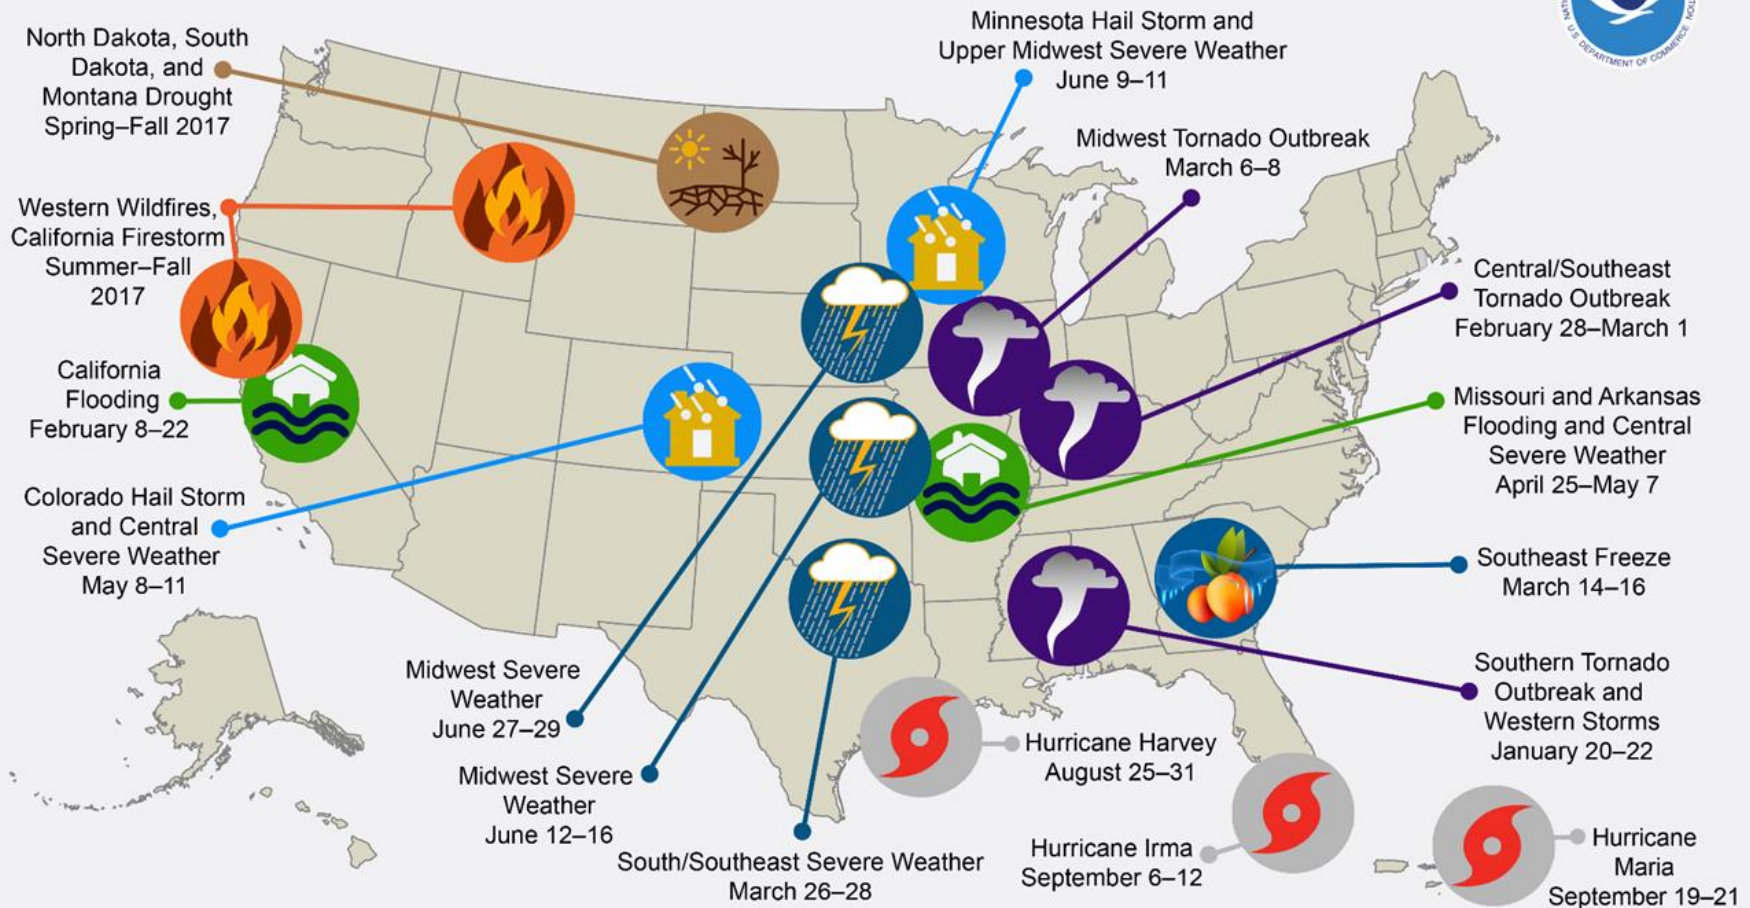 North Dakota, South
Dakota, and
Montana Drought
Spring–Fall 2017
Western Wildfires,
California Firestorm
Summer–Fall
2017
California
Flooding
February 8–22
Colorado Hail Storm
and Central
Severe Weather
May 8–11
Midwest Severe
Weather
June 27–29
Midwest Severe
Weather
June 12–16
South/Southeast Severe Weather
March 26–28
Minnesota Hail Storm and
Upper Midwest Severe Weather
June 9–11
Midwest Tornado Outbreak
March 6–8
U.S. DEPARTMENT OF COMMERCE
Central/Southeast
Tornado Outbreak
February 28–March 1
Missouri and Arkansas
Flooding and Central
Severe Weather
April 25–May 7
Southeast Freeze
March 14–16
Southern Tornado
Outbreak and
Western Storms
January 20–22
Hurricane Harvey
August 25–31
Hurricane Irma
September 6–12
Hurricane
Maria
September 19–21